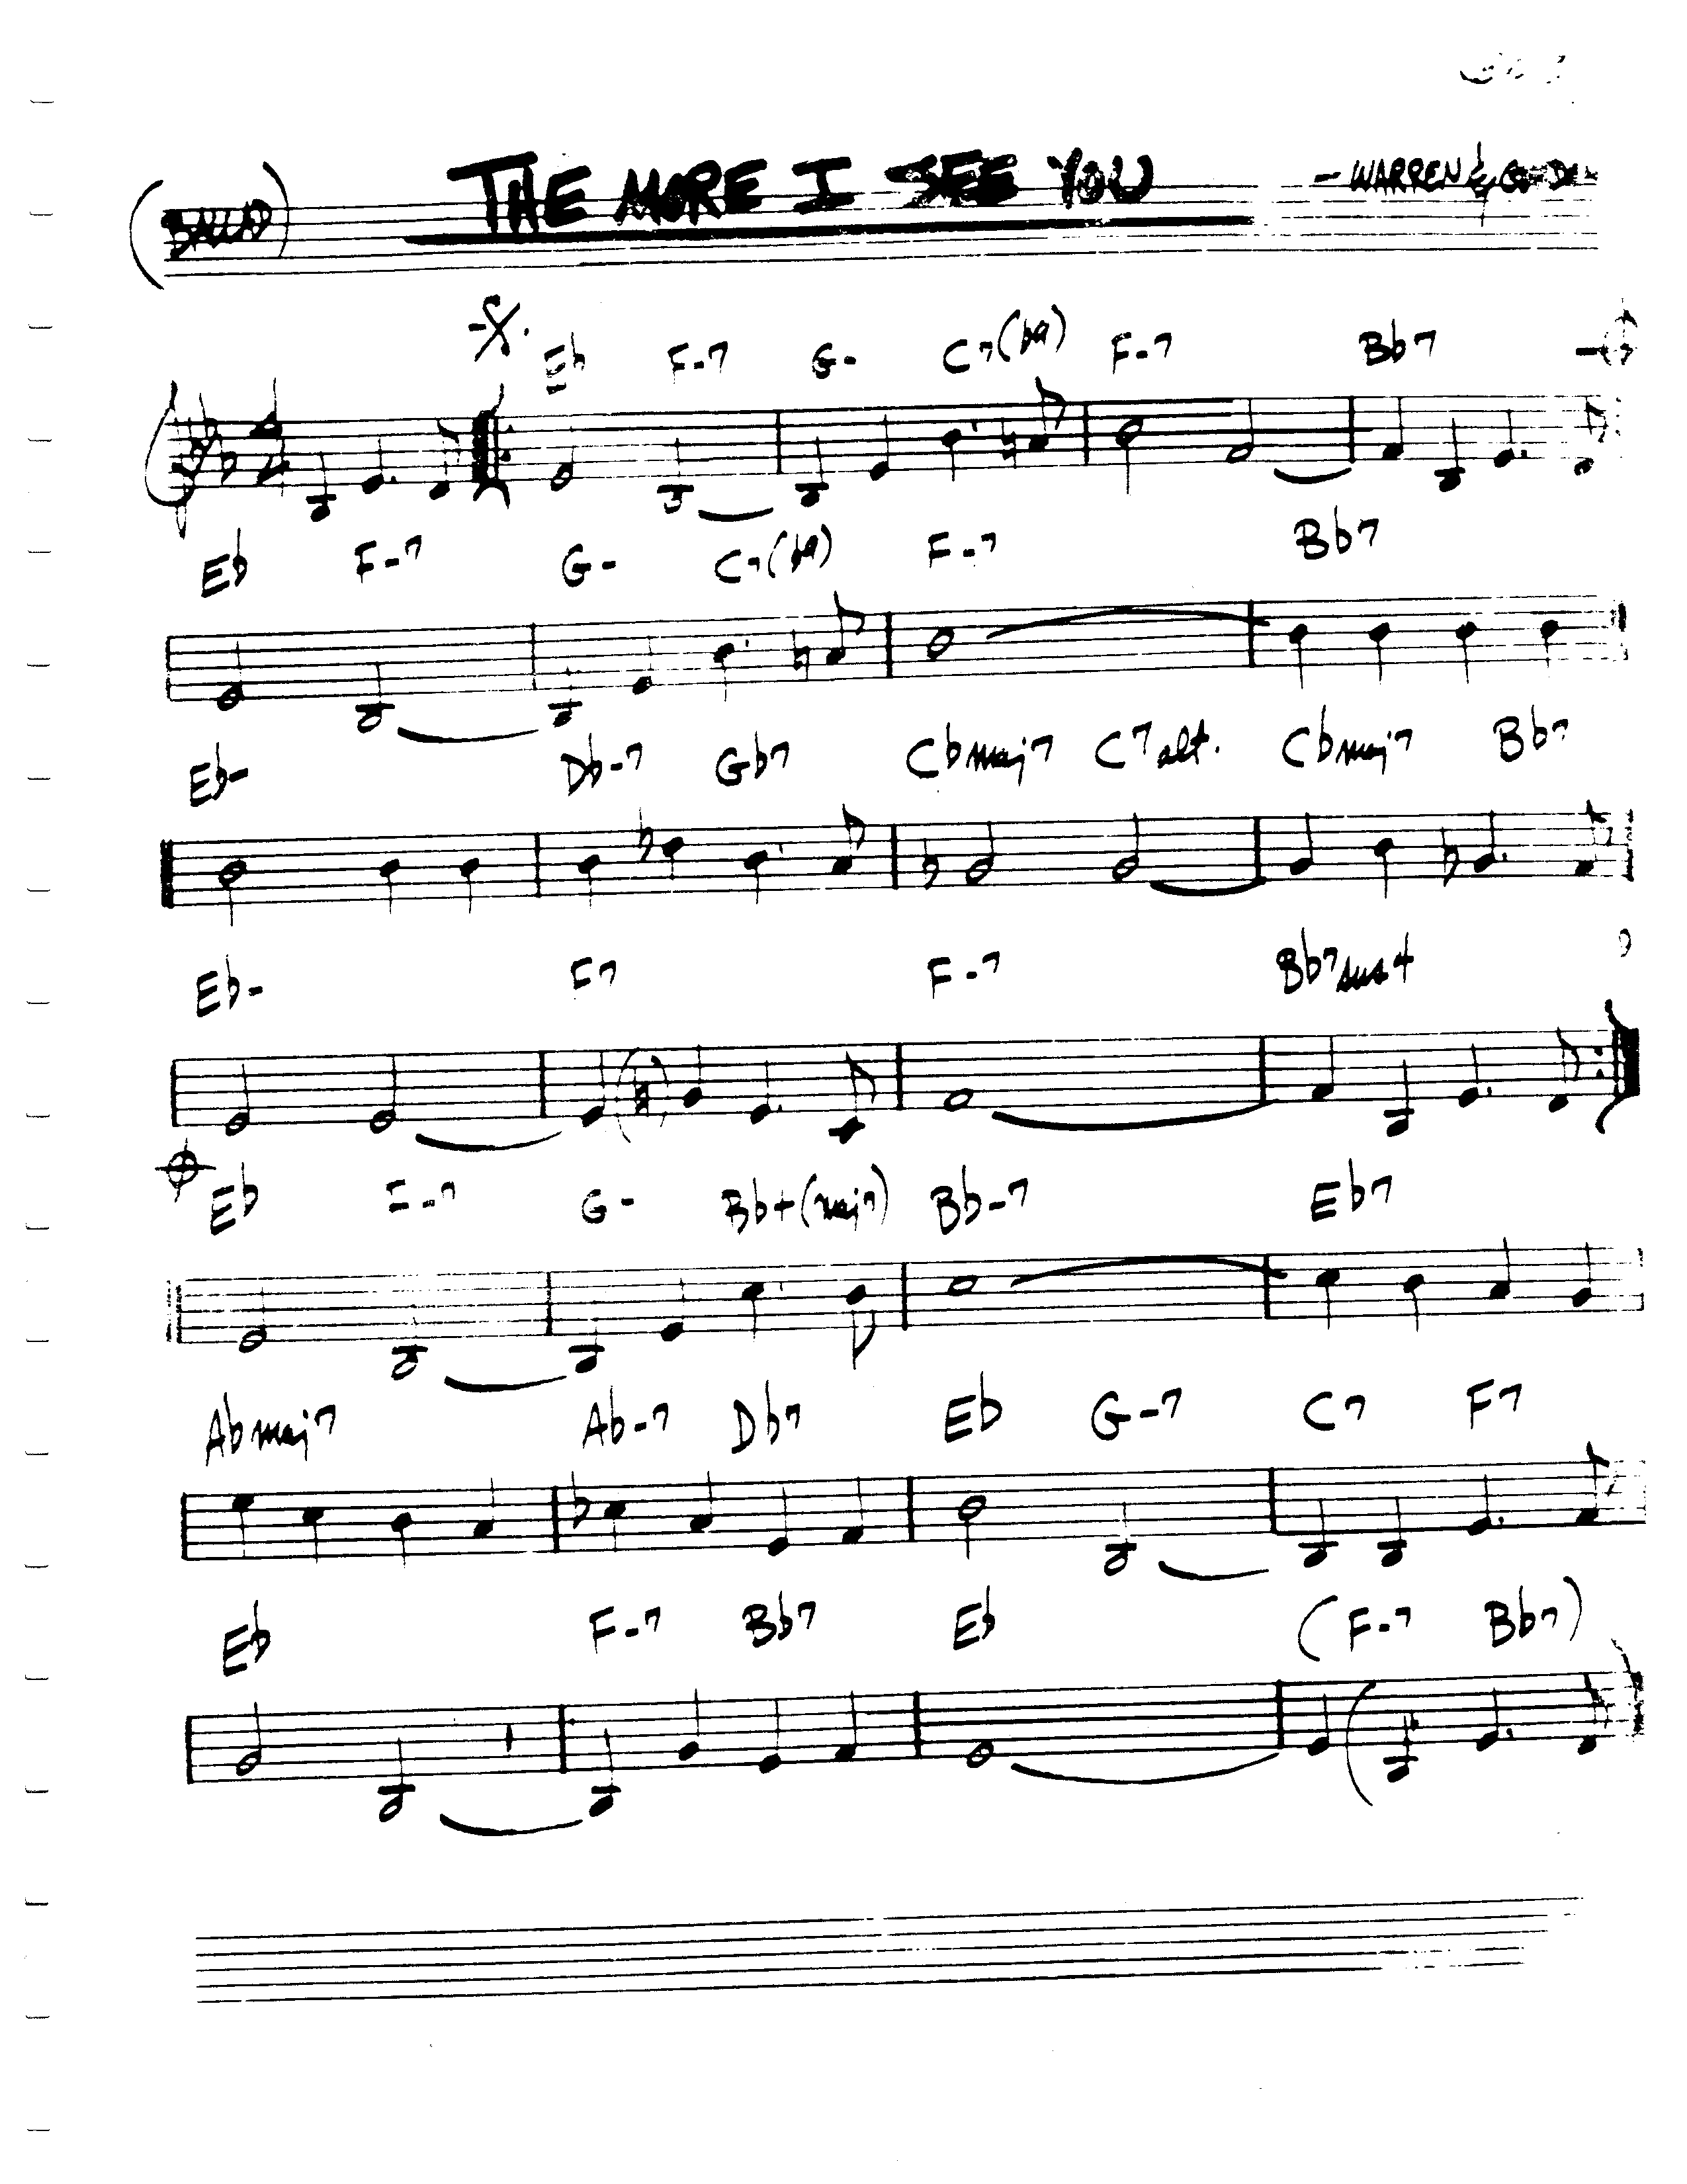 (BALLAD) THE MORE I SEE YOU - WARREN &
Eb F-7 G- C7(b9) F-7 Bb7
Eb F-7 G- C7(b9) F-7 Bb7
Eb- Db-7 Gb7 Cbmaj7 C7alt. Cbmaj7 Bb7
Eb- F7 F-7 Bb7sus4
Eb F-7 G- Bb+(maj7) Bb-7 Eb7
Abmaj7 Ab-7 Db7 Eb G-7 C7 F7
Eb F-7 Bb7 Eb (F-7 Bb7)